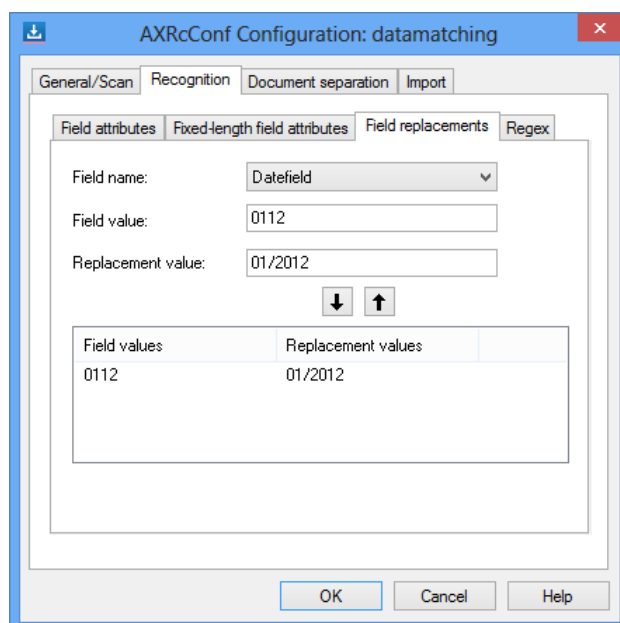 AXRcConf Configuration: datamatching
General/Scan Recognition Document separation Import
Field attributes Fixed-length field attributes Field replacements Regex
Field name: Datefield
Field value: 0112
Replacement value: 01/2012
Field values Replacement values
0112 01/2012
OK Cancel Help